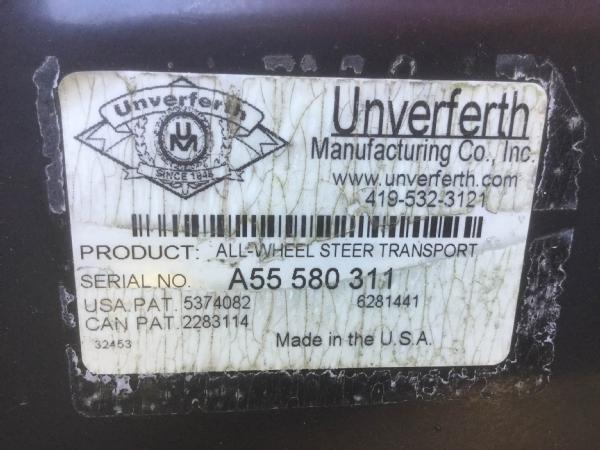 Unverferth
UM
SINCE 1948
Unverferth
Manufacturing Co., Inc.
www.unverferth.com
419-532-3121
PRODUCT: ALL-WHEEL STEER TRANSPORT
SERIAL NO. A55 580 311
USA. PAT. 5374082 6281441
CAN PAT. 2283114
32453 Made in the U.S.A.